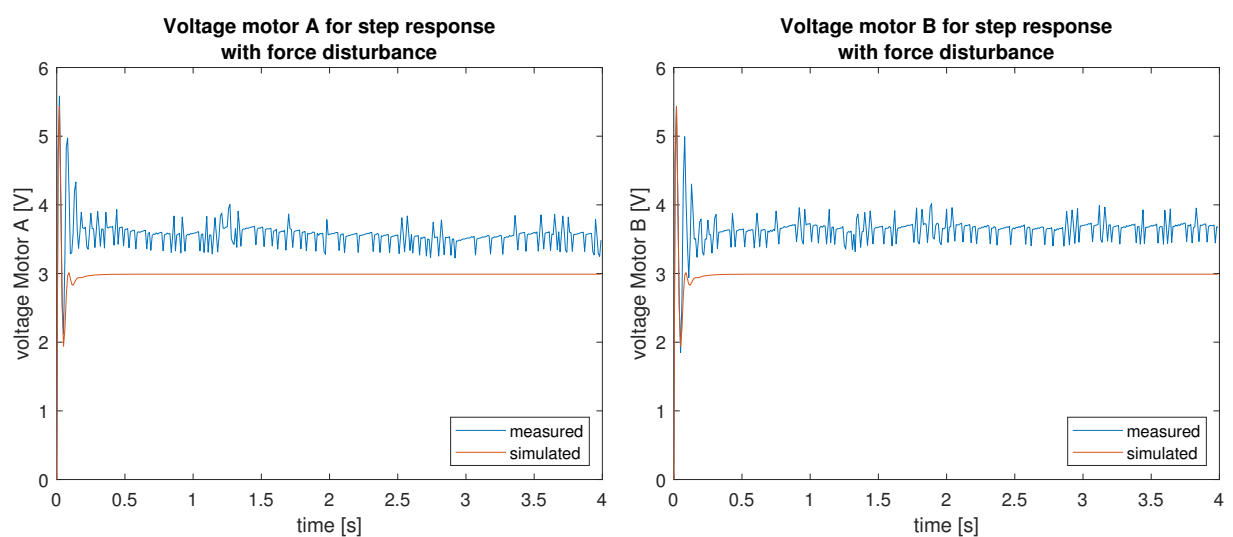 Voltage motor A for step response
with force disturbance
voltage Motor A [V]
6
5
4
3
2
1
0
0
0.5
1
1.5
2
2.5
3
3.5
4
time [s]
measured
simulated
Voltage motor B for step response
with force disturbance
voltage Motor B [V]
6
5
4
3
2
1
0
0
0.5
1
1.5
2
2.5
3
3.5
4
time [s]
measured
simulated